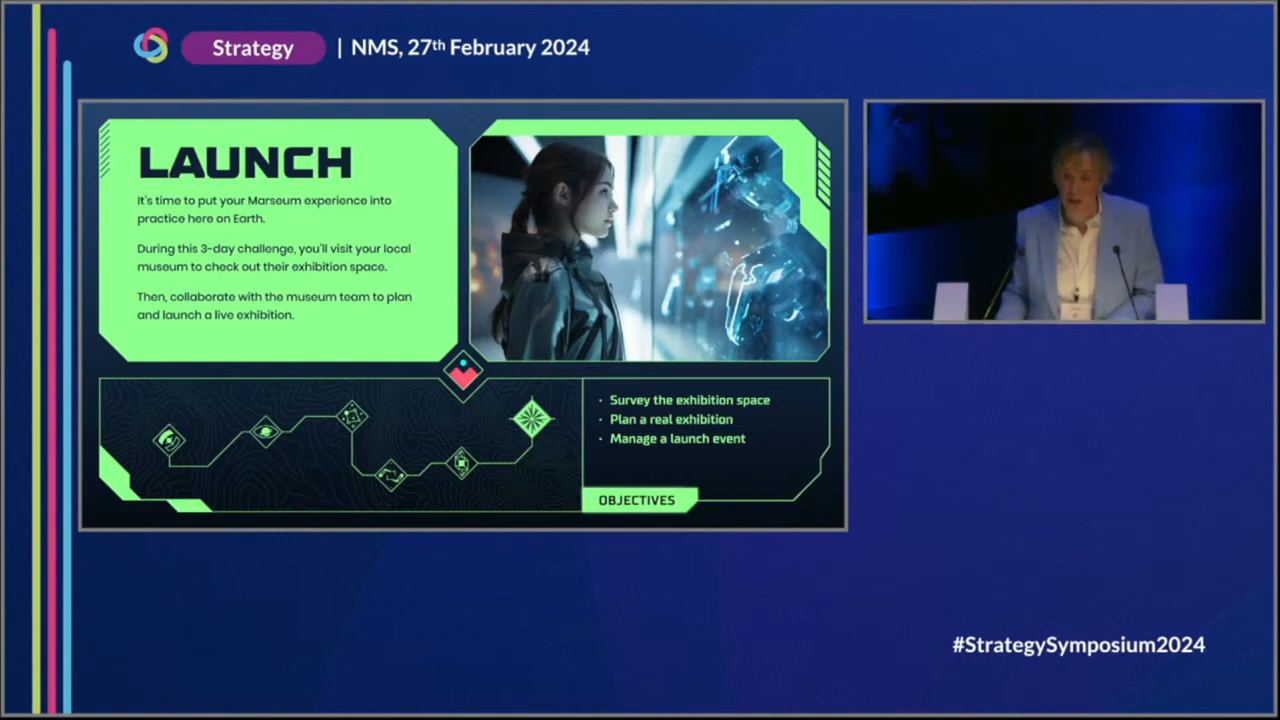 Strategy | NMS, 27th February 2024
LAUNCH
It's time to put your Marseum experience into
practice here on Earth.
During this 3-day challenge, you'll visit your local
museum to check out their exhibition space.
Then, collaborate with the museum team to plan
and launch a live exhibition.
· Survey the exhibition space
· Plan a real exhibition
· Manage a launch event
OBJECTIVES
#StrategySymposium2024